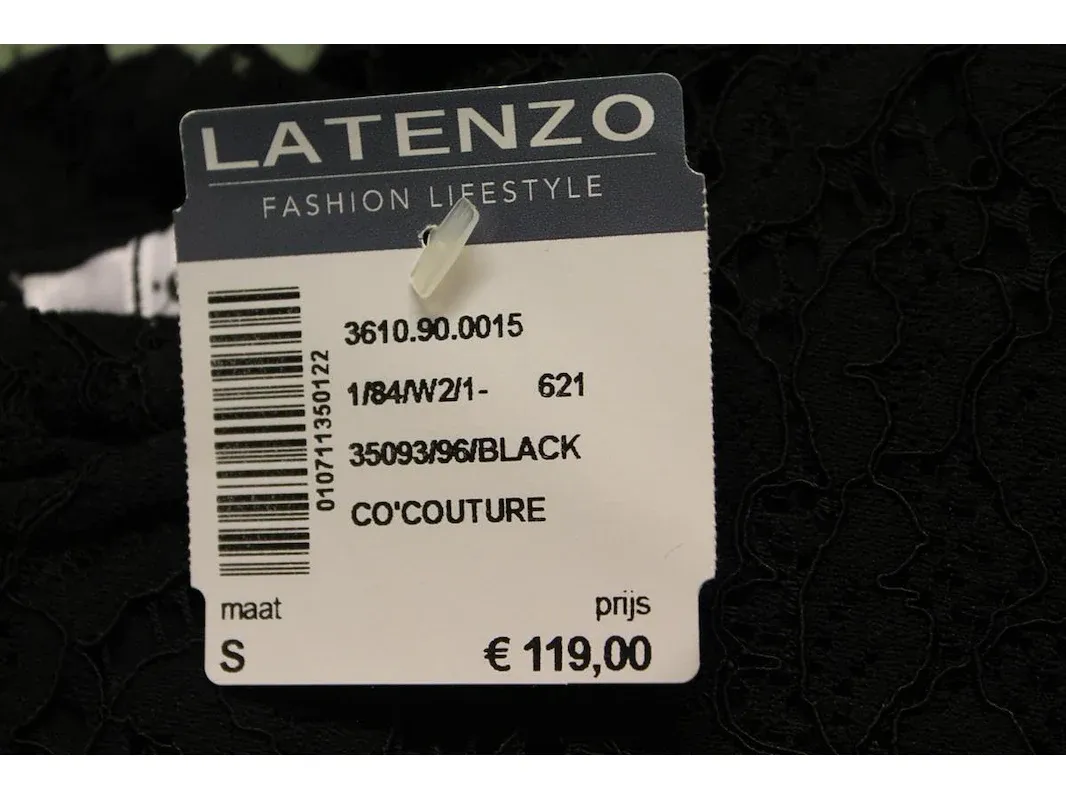 LATENZO
FASHION LIFESTYLE
3610.90.0015
1/84/W2/1- 621
35093/96/BLACK
CO'COUTURE
010711350122
maat prijs
S € 119,00